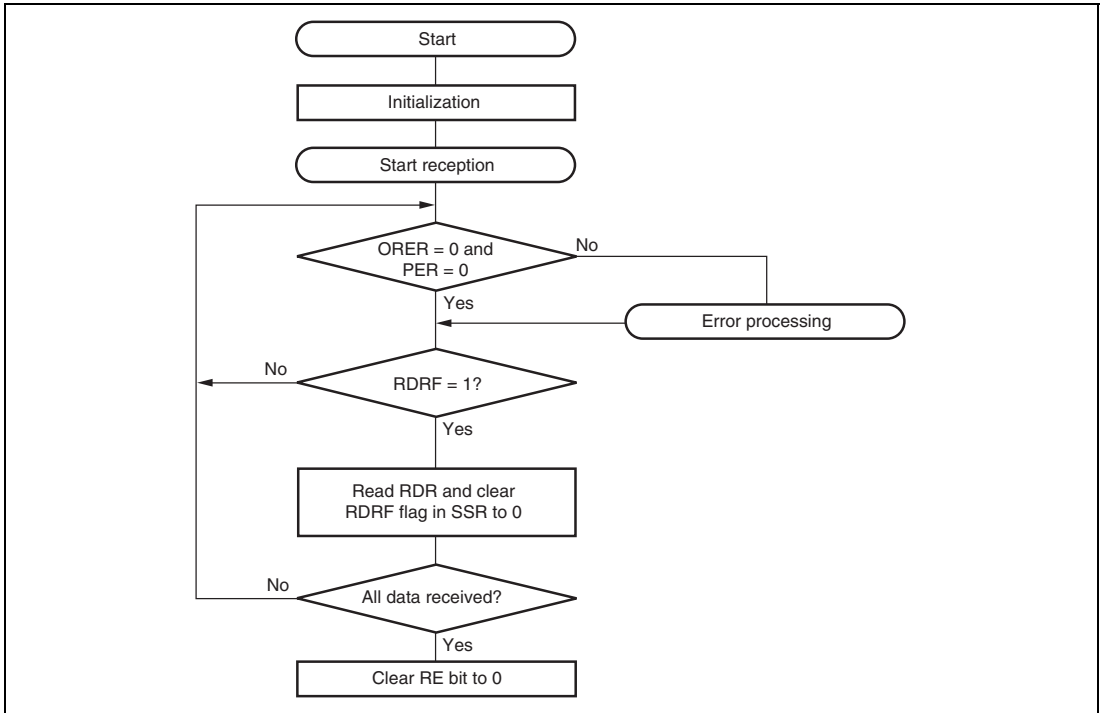 Start
Initialization
Start reception
ORER = 0 and
PER = 0
No
Yes
Error processing
No
RDRF = 1?
Yes
Read RDR and clear
RDRF flag in SSR to 0
No
All data received?
Yes
Clear RE bit to 0